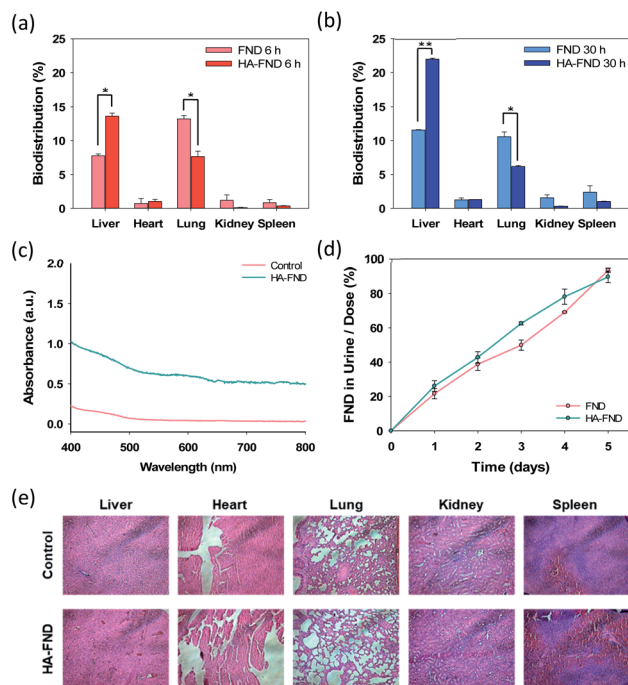 (a)
25
20
15
10
5
0
Biodistribution (%)
FND 6 h
HA-FND 6 h
*
*
Liver Heart Lung Kidney Spleen
(b)
25
20
15
10
5
0
Biodistribution (%)
FND 30 h
HA-FND 30 h
**
*
Liver Heart Lung Kidney Spleen
(c)
2.0
1.5
1.0
0.5
0.0
Absorbance (a.u.)
Control
HA-FND
400 500 600 700 800
Wavelength (nm)
(d)
100
80
60
40
20
0
FND in Urine / Dose (%)
FND
HA-FND
0 1 2 3 4 5
Time (days)
(e)
Liver Heart Lung Kidney Spleen
Control
HA-FND